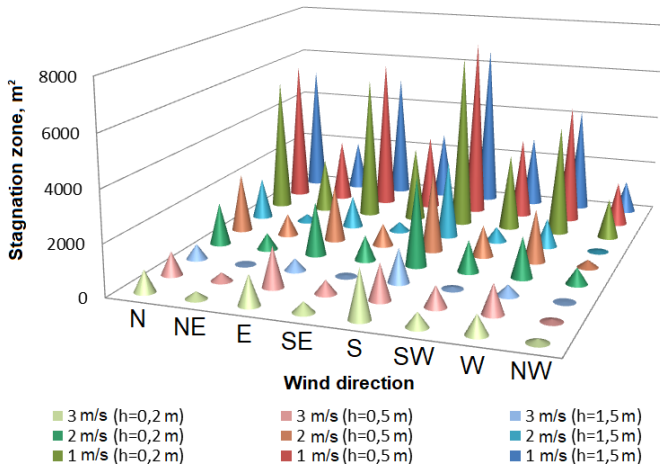 Stagnation zone, m²
8000
6000
4000
2000
0
N NE E SE S SW W NW
Wind direction
3 m/s (h=0,2 m) 3 m/s (h=0,5 m) 3 m/s (h=1,5 m)
2 m/s (h=0,2 m) 2 m/s (h=0,5 m) 2 m/s (h=1,5 m)
1 m/s (h=0,2 m) 1 m/s (h=0,5 m) 1 m/s (h=1,5 m)